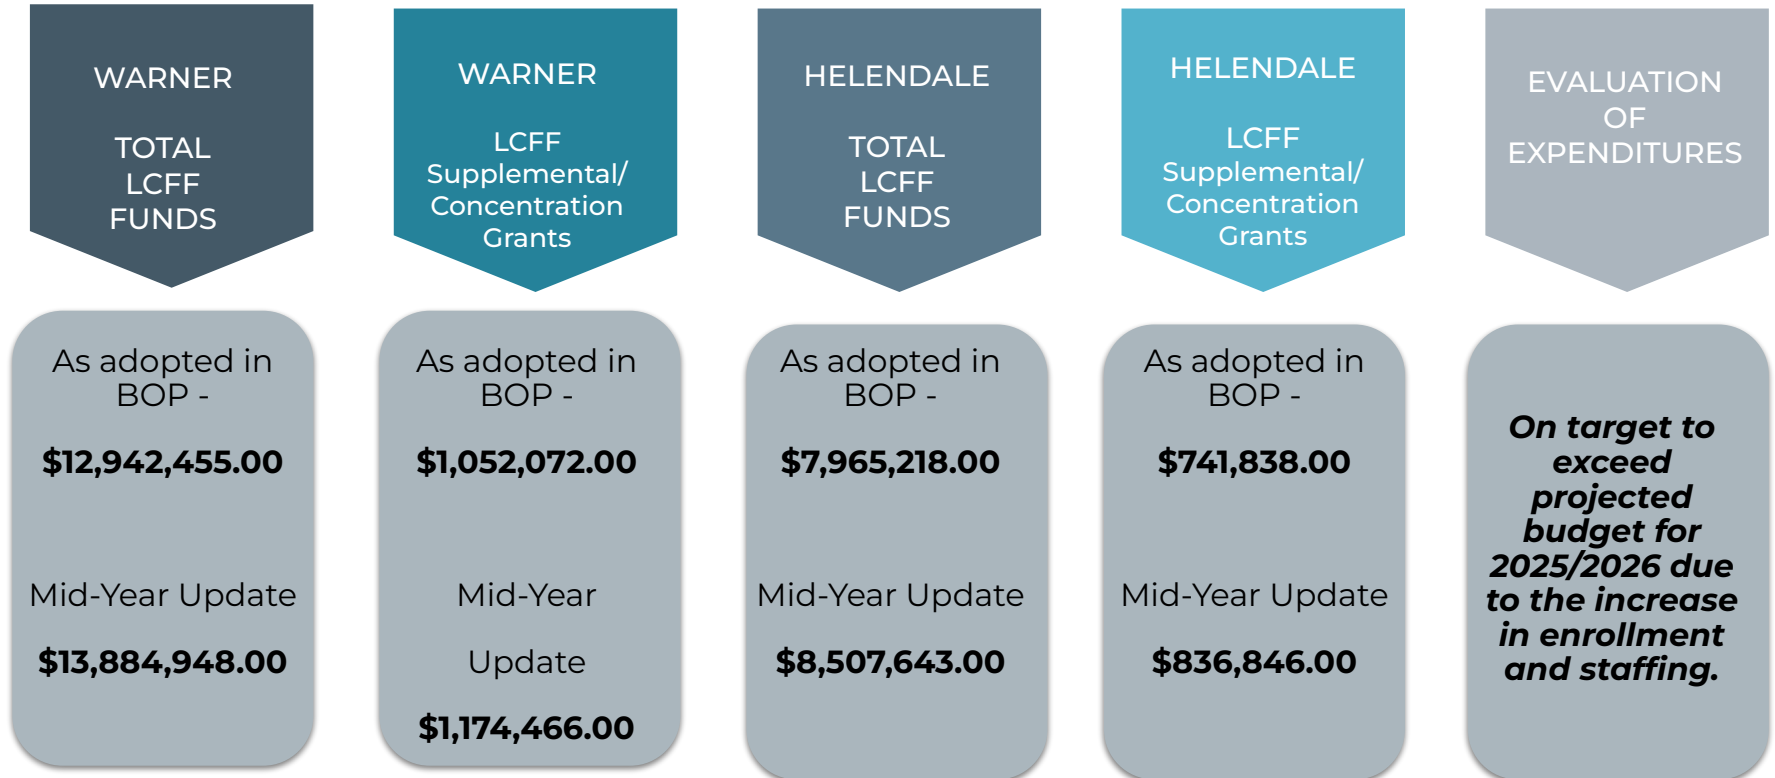 WARNER
TOTAL
LCFF
FUNDS
WARNER
LCFF
Supplemental/
Concentration
Grants
HELENDALE
TOTAL
LCFF
FUNDS
HELENDALE
LCFF
Supplemental/
Concentration
Grants
EVALUATION
OF
EXPENDITURES
As adopted in
BOP -
$12,942,455.00
Mid-Year Update
$13,884,948.00
As adopted in
BOP -
$1,052,072.00
Mid-Year
Update
$1,174,466.00
As adopted in
BOP -
$7,965,218.00
Mid-Year Update
$8,507,643.00
As adopted in
BOP -
$741,838.00
Mid-Year Update
$836,846.00
On target to
exceed
projected
budget for
2025/2026 due
to the increase
in enrollment
and staffing.